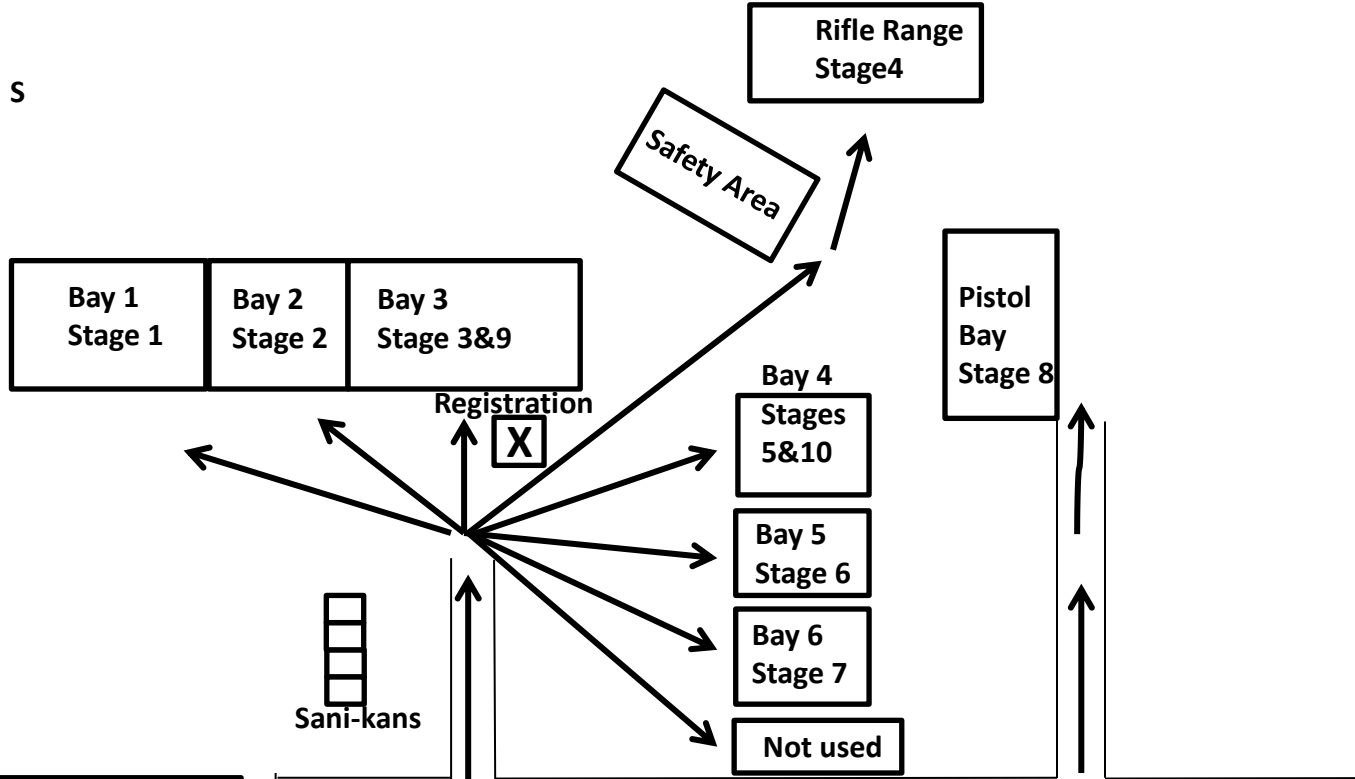 Rifle Range
Stage4
S
Safety Area
Bay 1
Stage 1
Bay 2
Stage 2
Bay 3
Stage 3&9
Pistol
Bay
Stage 8
Registration
X
Bay 4
Stages
5&10
Bay 5
Stage 6
Bay 6
Stage 7
Sani-kans
Not used